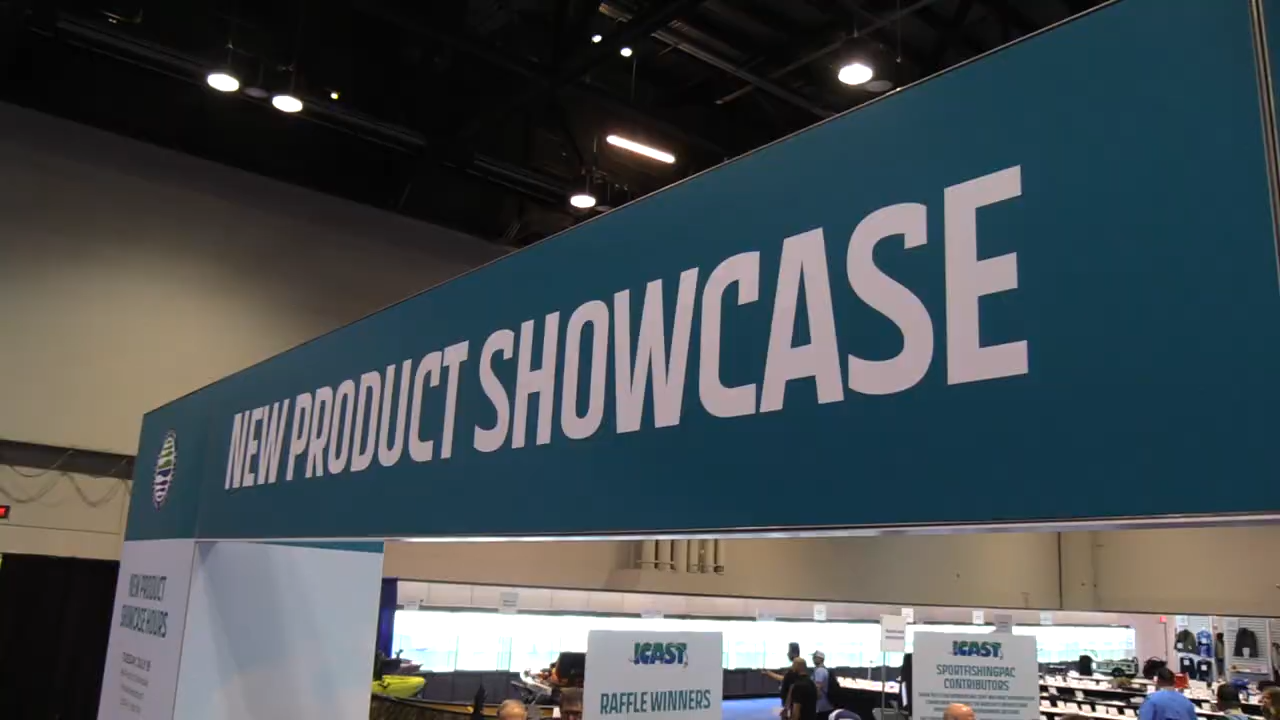 NEW PRODUCT SHOWCASE
NEW PRODUCT
SHOWCASE HOURS
ICAST
RAFFLE WINNERS
ICAST
SPORTFISHINGPAC
CONTRIBUTORS